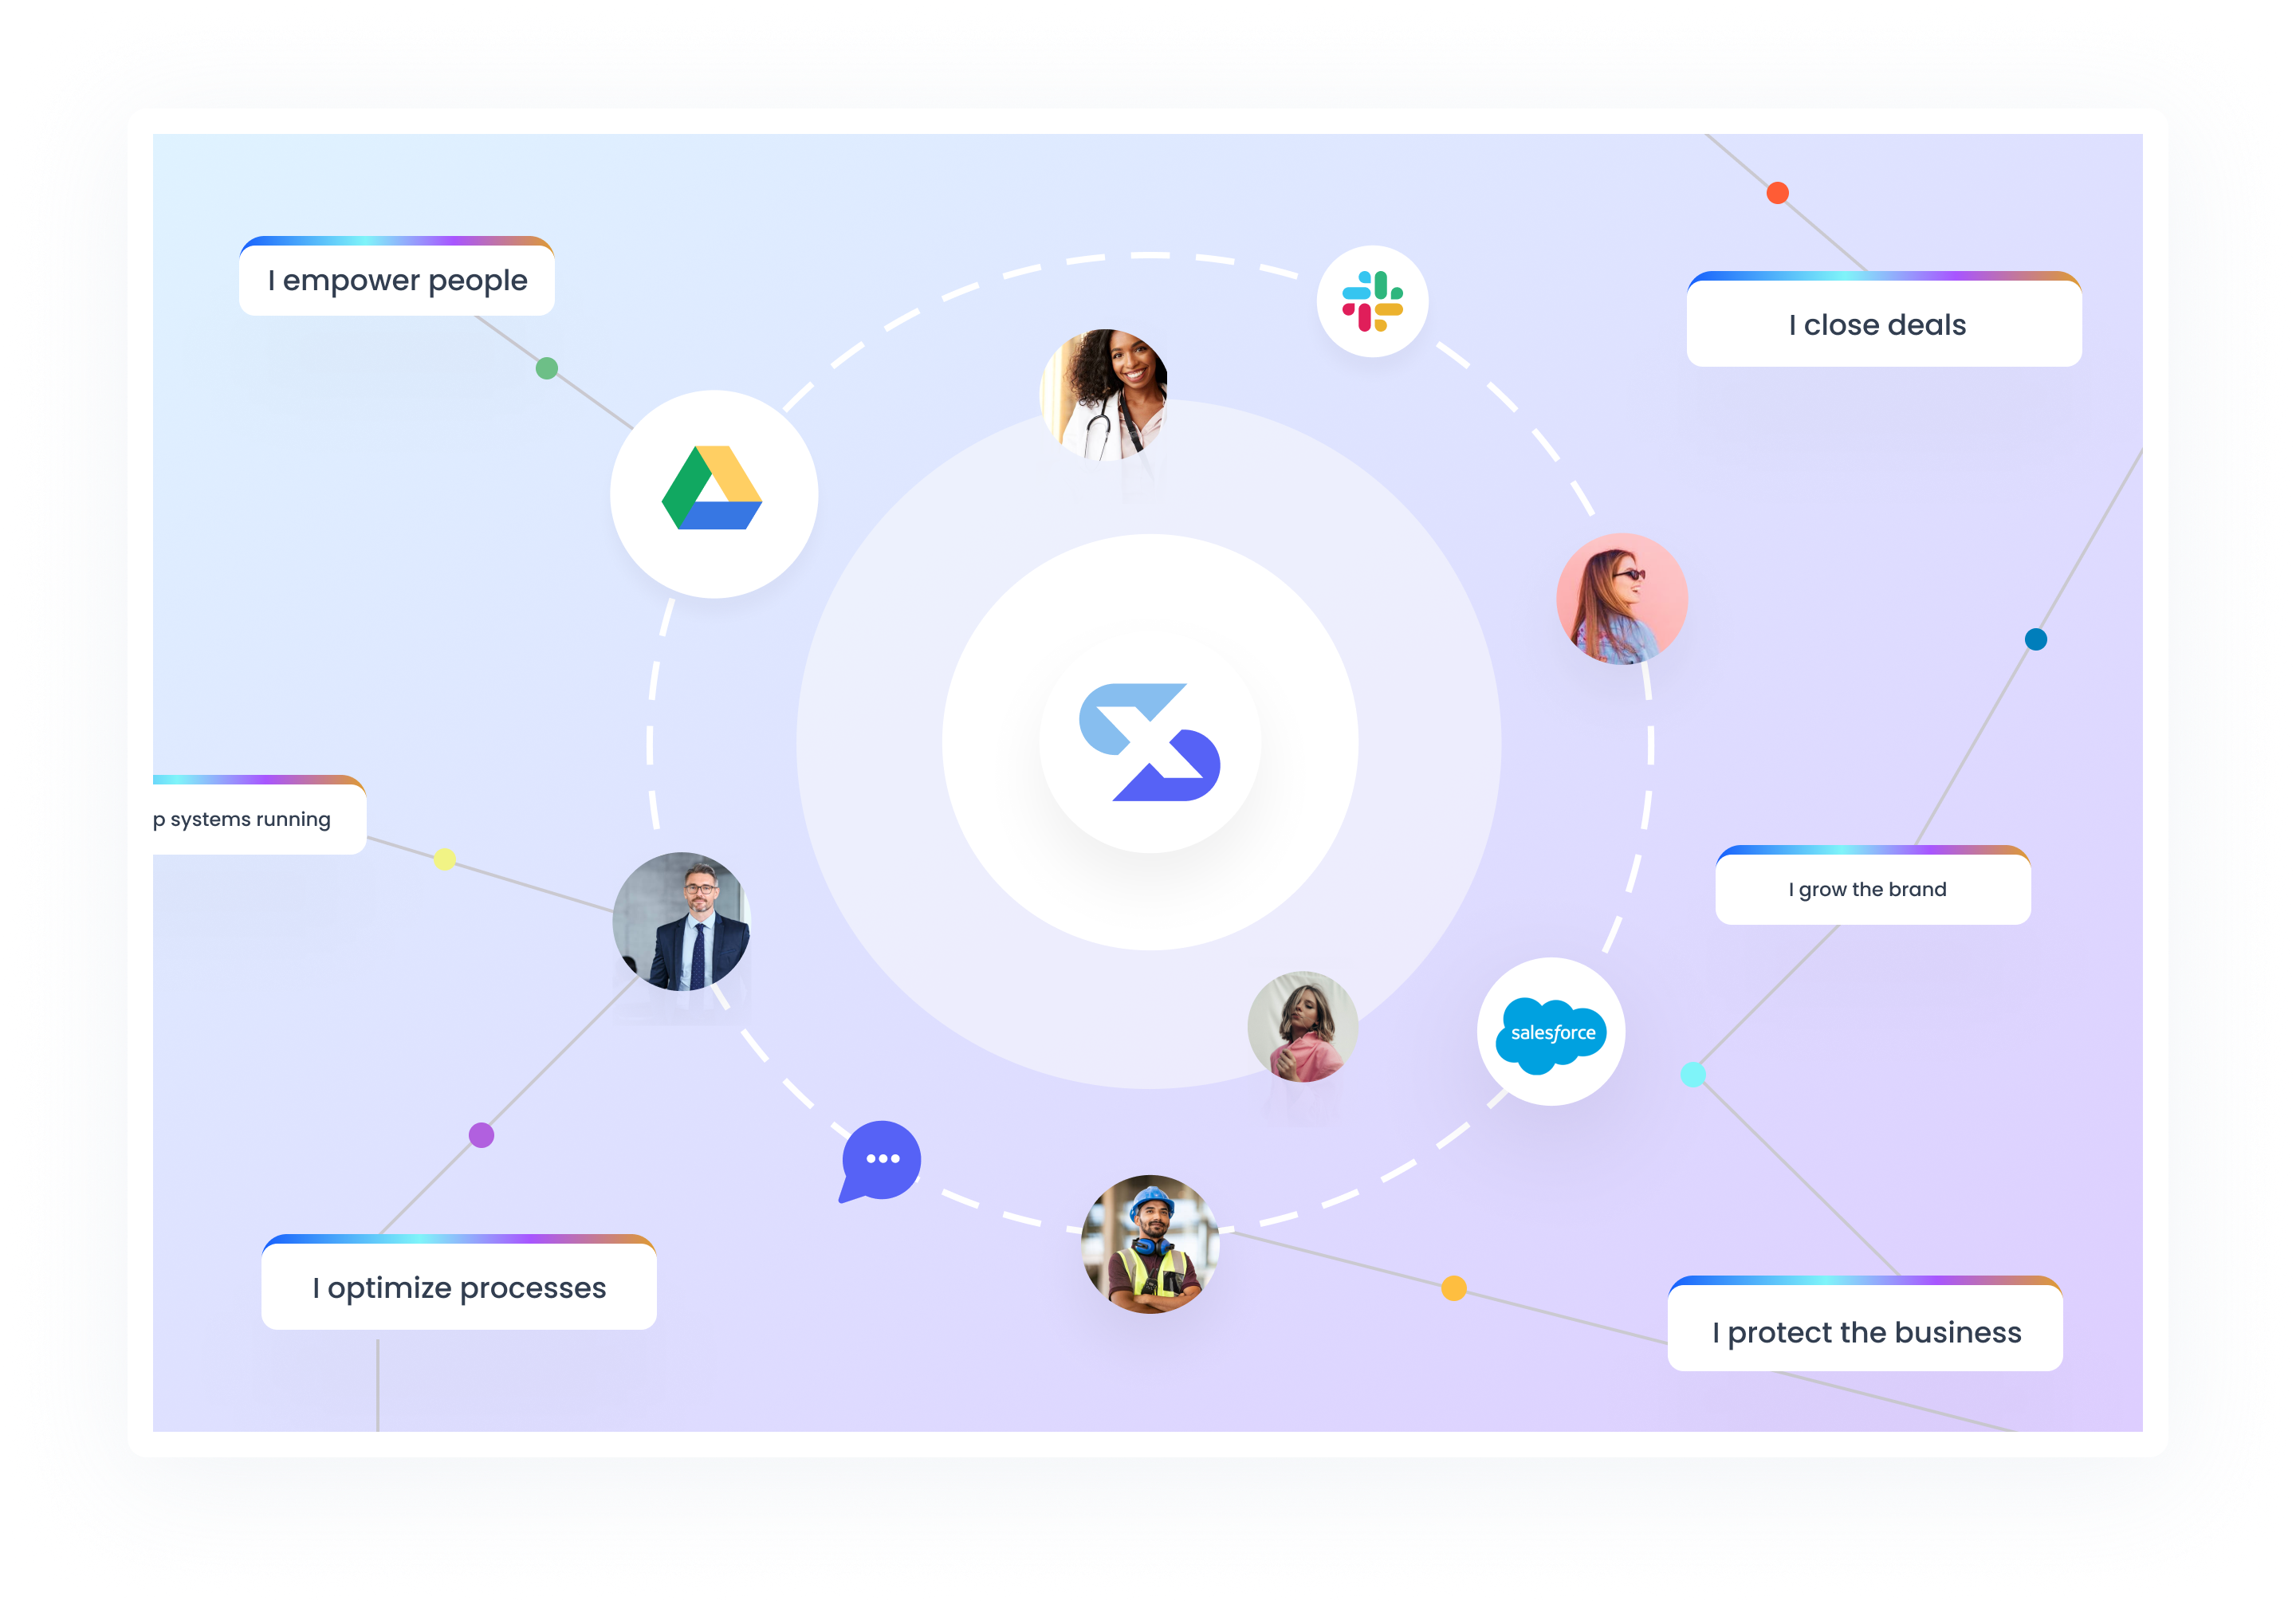 I empower people
I close deals
p systems running
I grow the brand
salesforce
I optimize processes
I protect the business